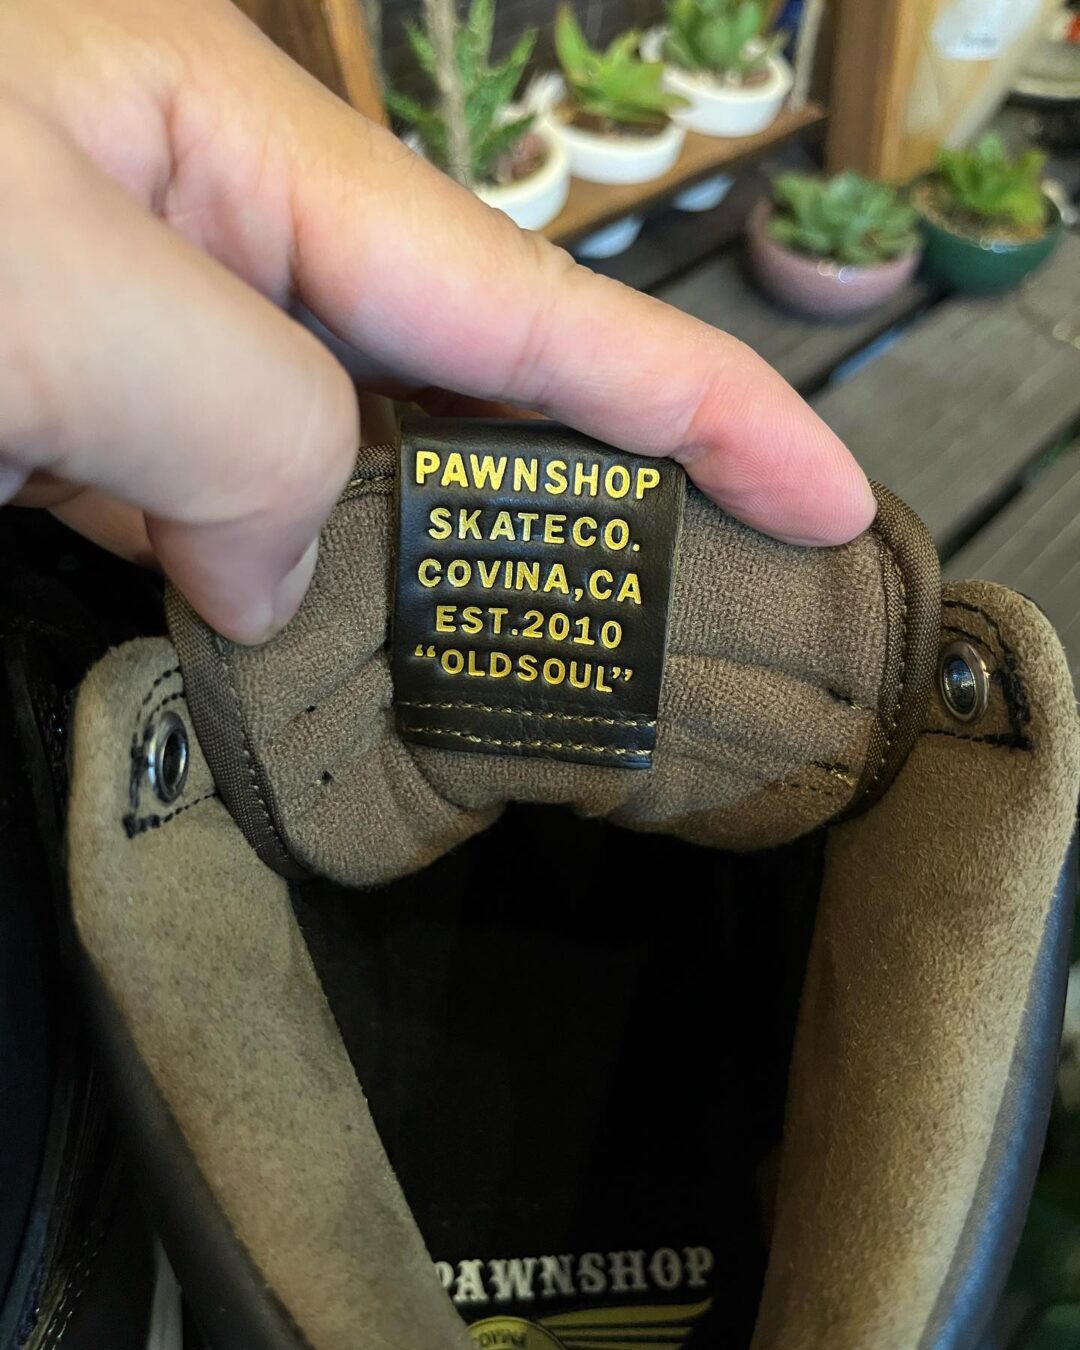 PAWNSHOP
SKATECO.
COVINA,CA
EST.2010
“OLDSOUL”
PAWNSHOP